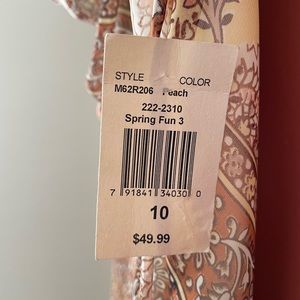 STYLE COLOR
M62R206 Peach
222-2310
Spring Fun 3
7 91841 34030 0
10
$49.99